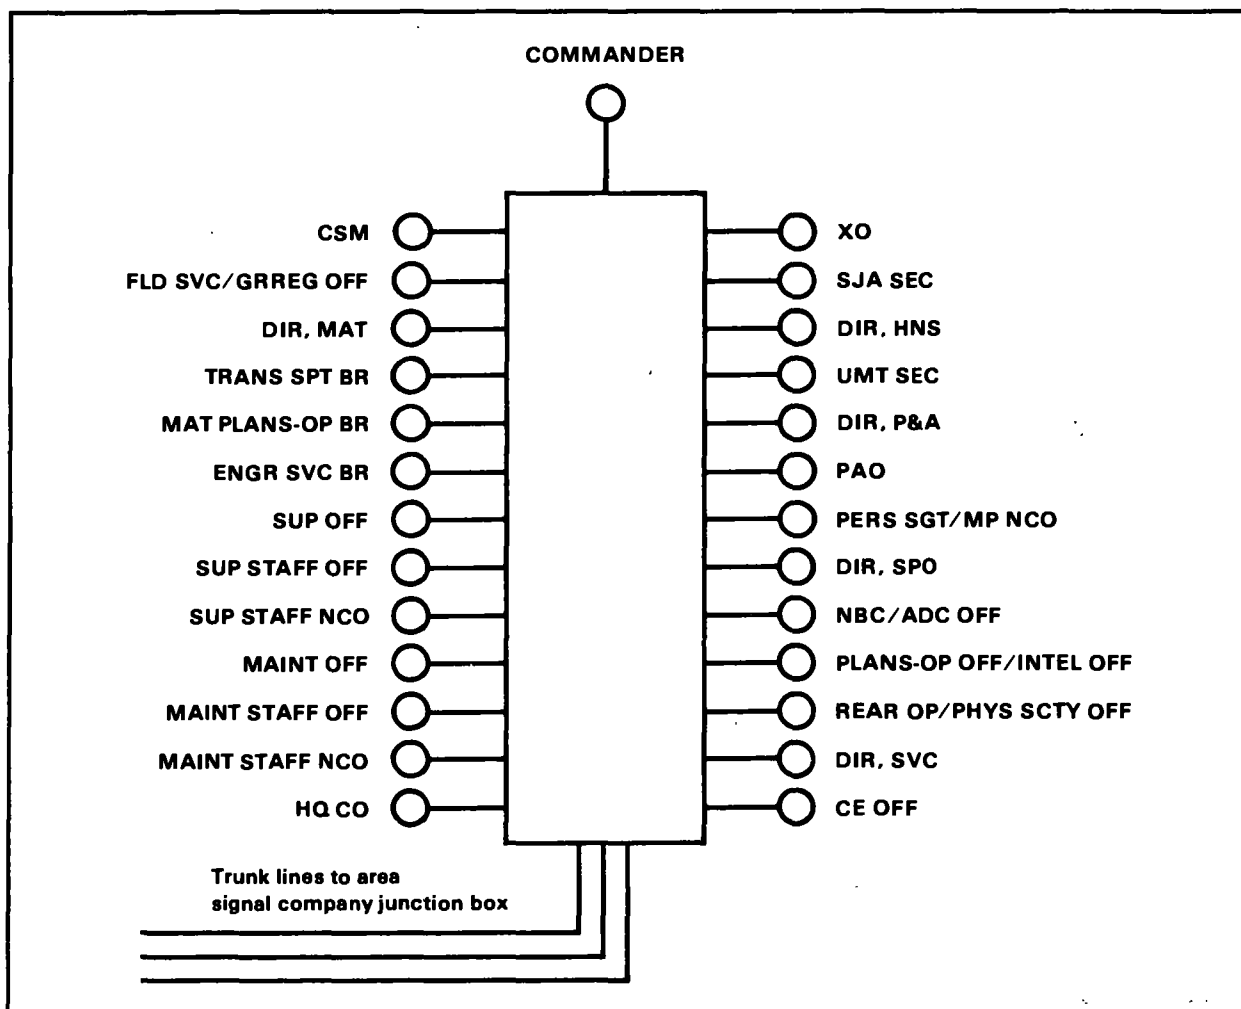 COMMANDER
CSM
XO
FLD SVC/GRREG OFF
SJA SEC
DIR, MAT
DIR, HNS
TRANS SPT BR
UMT SEC
MAT PLANS-OP BR
DIR, P&A
ENGR SVC BR
PAO
SUP OFF
PERS SGT/MP NCO
SUP STAFF OFF
DIR, SPO
SUP STAFF NCO
NBC/ADC OFF
MAINT OFF
PLANS-OP OFF/INTEL OFF
MAINT STAFF OFF
REAR OP/PHYS SCTY OFF
MAINT STAFF NCO
DIR, SVC
HQ CO
CE OFF
Trunk lines to area
signal company junction box